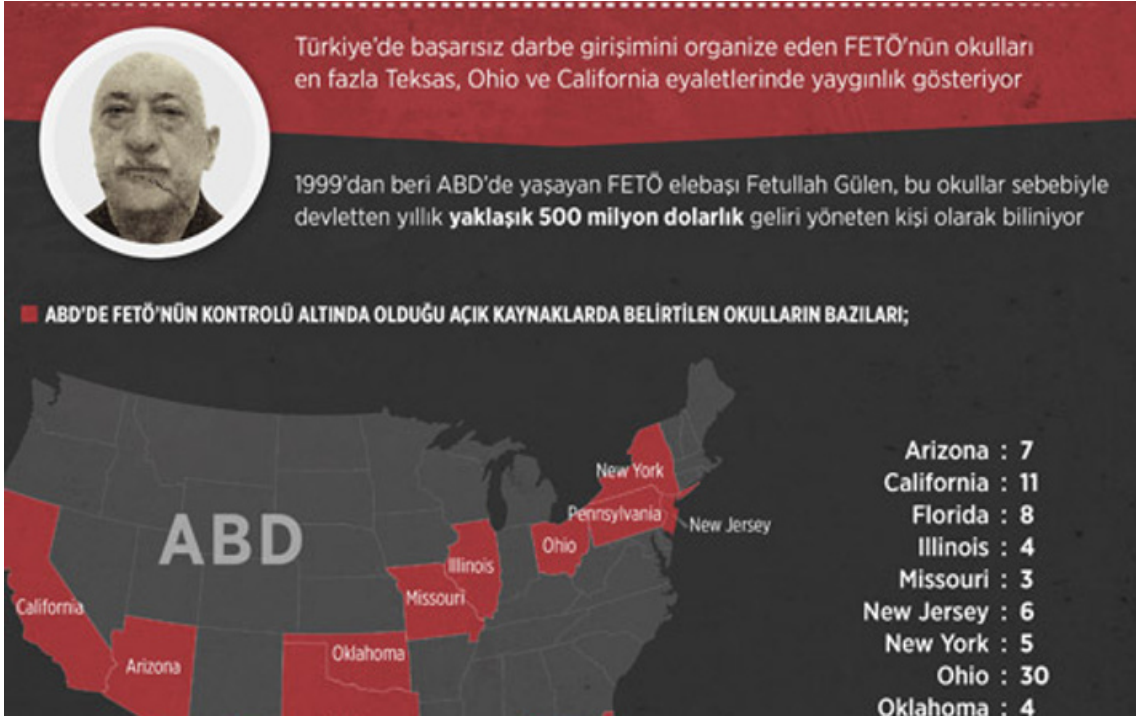 Türkiye'de başarısız darbe girişimini organize eden FETÖ'nün okulları
en fazla Teksas, Ohio ve California eyaletlerinde yaygınlık gösteriyor
1999'dan beri ABD'de yaşayan FETÖ elebaşı Fetullah Gülen, bu okullar sebebiyle
devletten yıllık yaklaşık 500 milyon dolarlık geliri yöneten kişi olarak biliniyor
ABD'DE FETÖ'NÜN KONTROLÜ ALTINDA OLDUĞU AÇIK KAYNAKLARDA BELİRTİLEN OKULLARIN BAZILARI;
ABD
New York
Pennsylvania
New Jersey
Ohio
Illinois
Missouri
California
Arizona
Oklahoma
Arizona : 7
California : 11
Florida : 8
Illinois : 4
Missouri : 3
New Jersey : 6
New York : 5
Ohio : 30
Oklahoma : 4